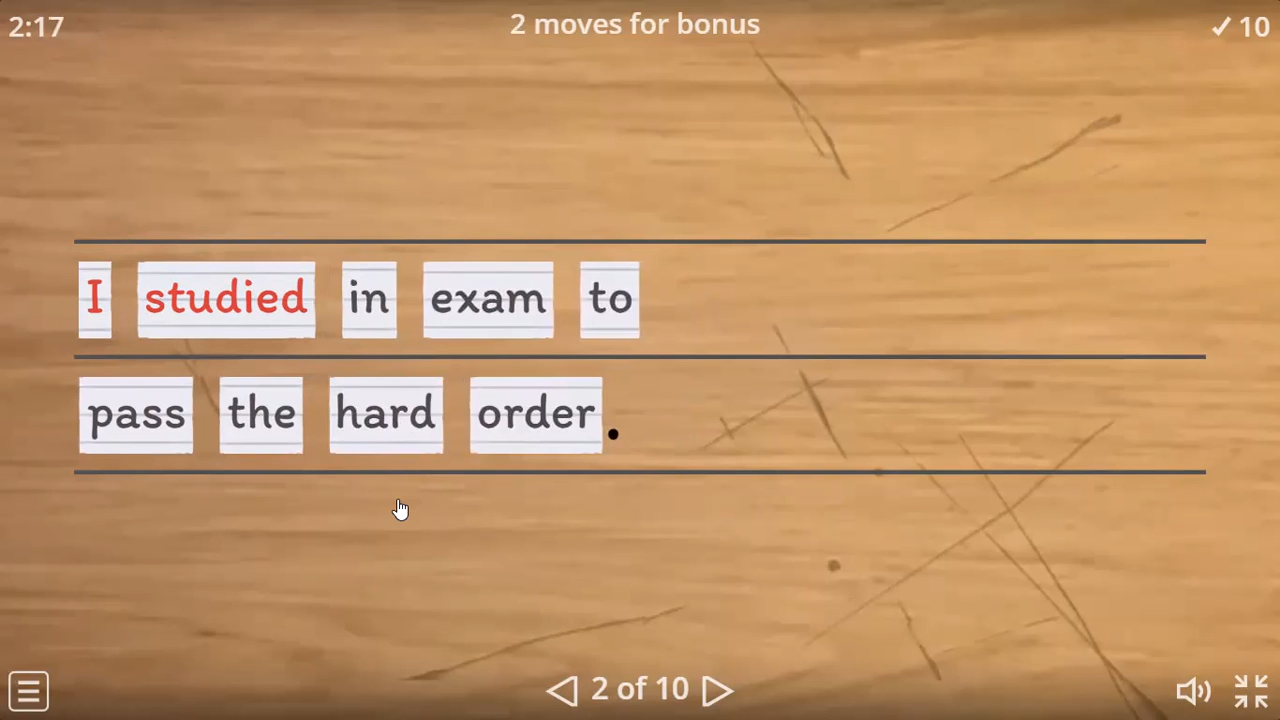 2:17 2 moves for bonus ✓ 10
I studied in exam to
pass the hard order.
2 of 10